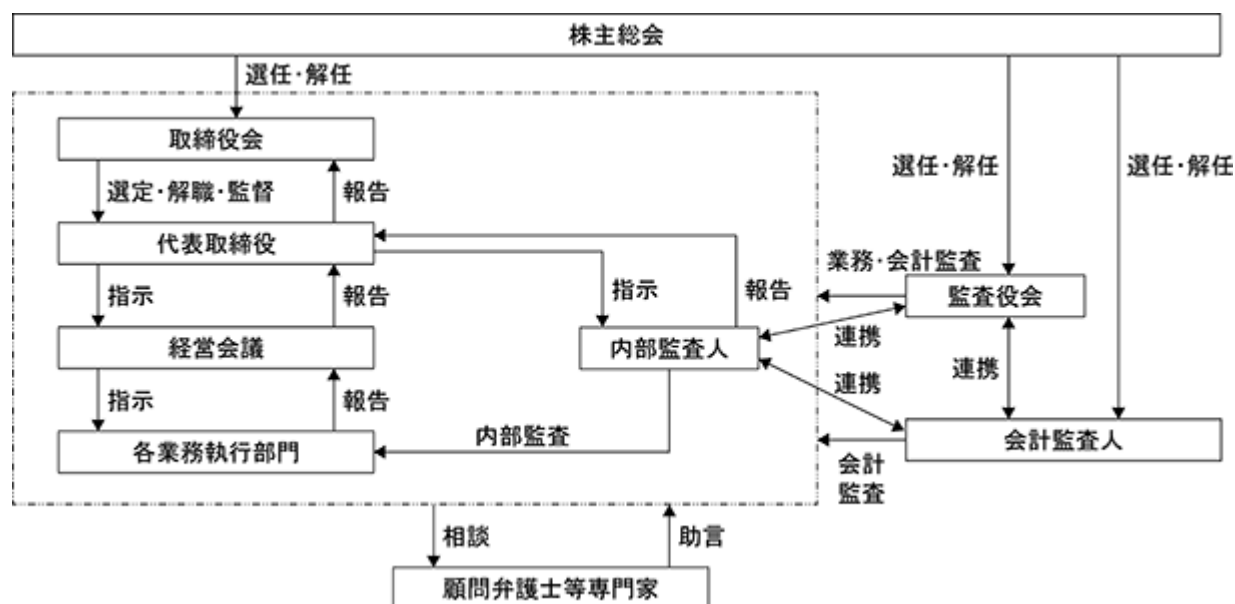 株主総会
選任・解任
取締役会
選任・解任
選任・解任
選定・解職・監督
報告
代表取締役
業務・会計監査
指示
報告
指示
報告
監査役会
経営会議
内部監査人
連携
連携
連携
指示
報告
内部監査
各業務執行部門
会計監査人
会計
監査
相談
助言
顧問弁護士等専門家